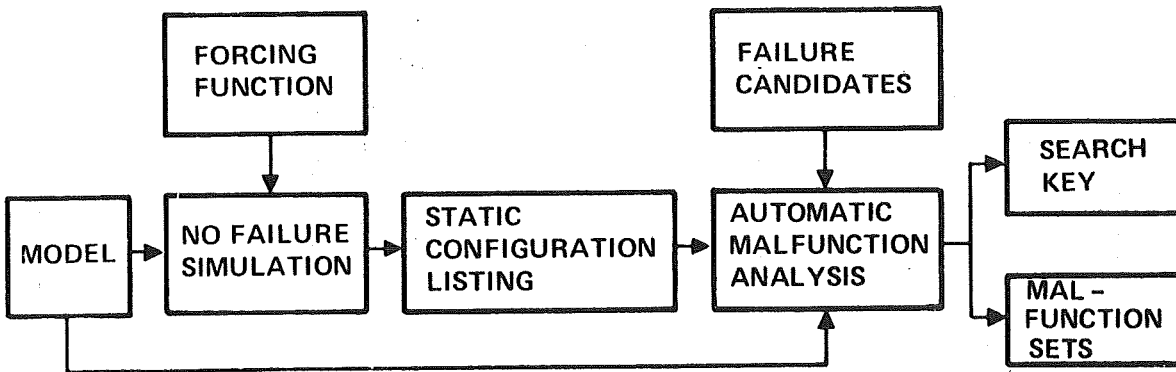 FORCING
FUNCTION
FAILURE
CANDIDATES
SEARCH
KEY
MODEL
NO FAILURE
SIMULATION
STATIC
CONFIGURATION
LISTING
AUTOMATIC
MALFUNCTION
ANALYSIS
MAL -
FUNCTION
SETS